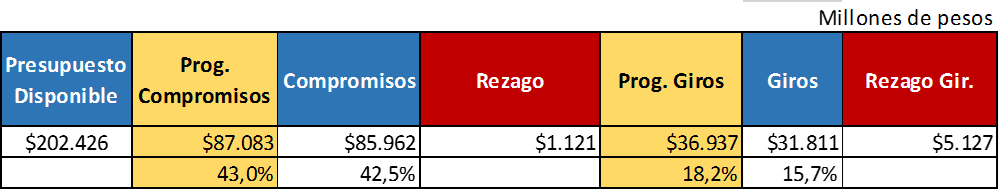 Millones de pesos
Presupuesto Disponible Prog. Compromisos Compromisos Rezago Prog. Giros Giros Rezago Gir.
$202.426 $87.083 $85.962 $1.121 $36.937 $31.811 $5.127
43,0% 42,5% 18,2% 15,7%